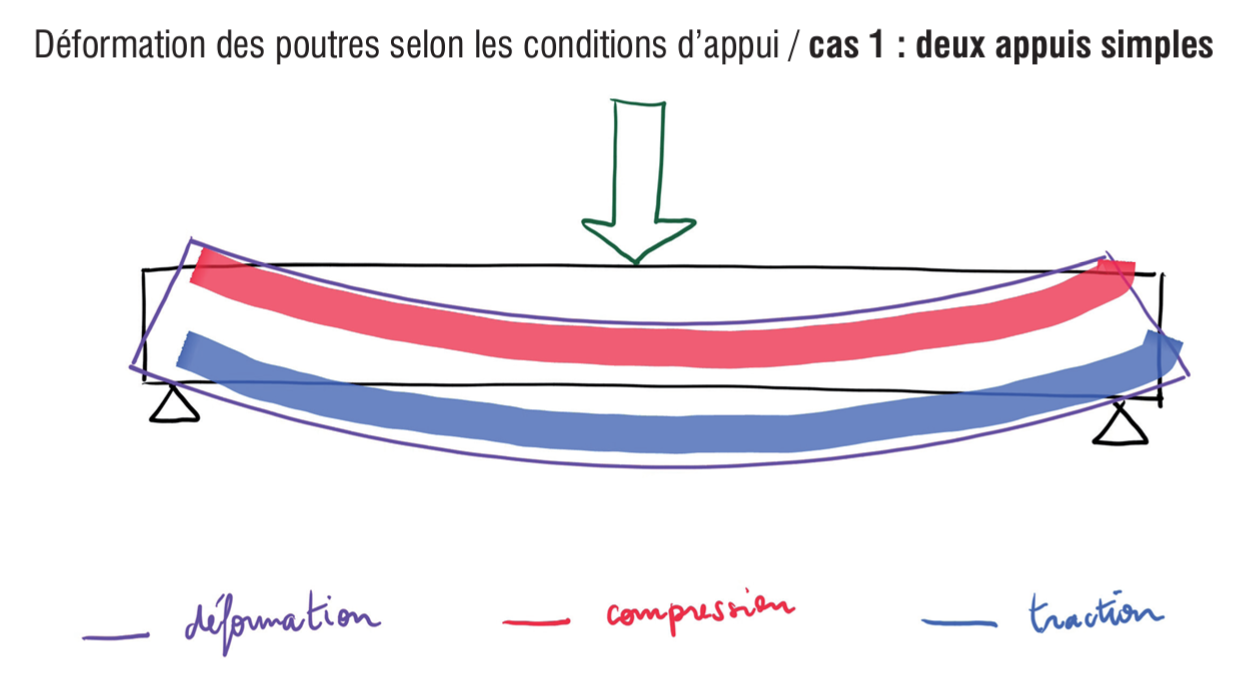 Déformation des poutres selon les conditions d’appui / cas 1 : deux appuis simples
déformation
compression
traction